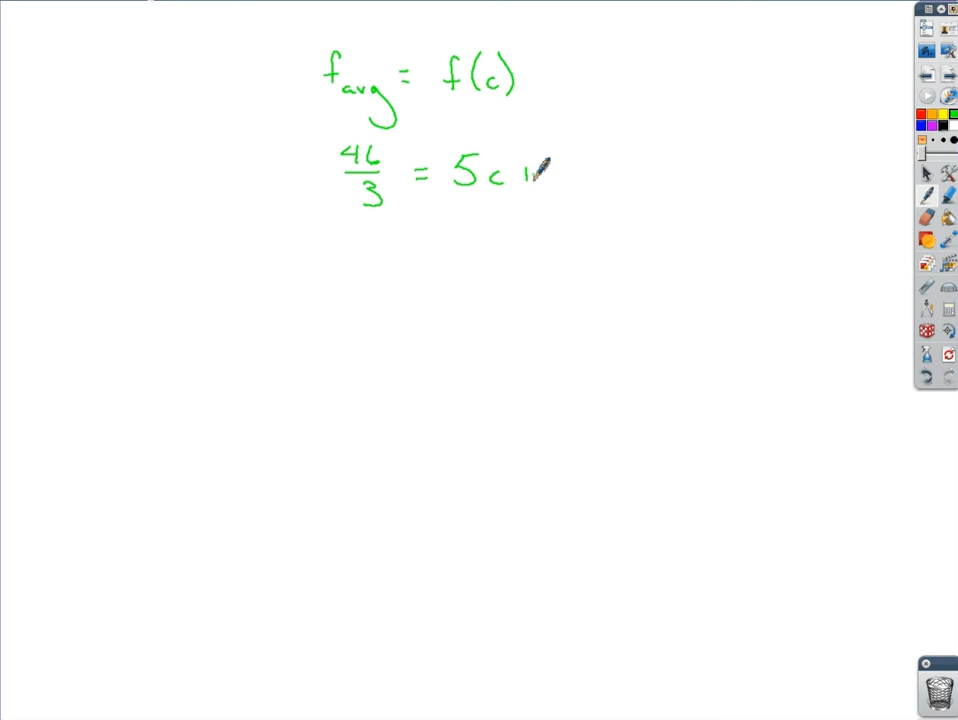 f_avg = f(c)
46/3 = 5c